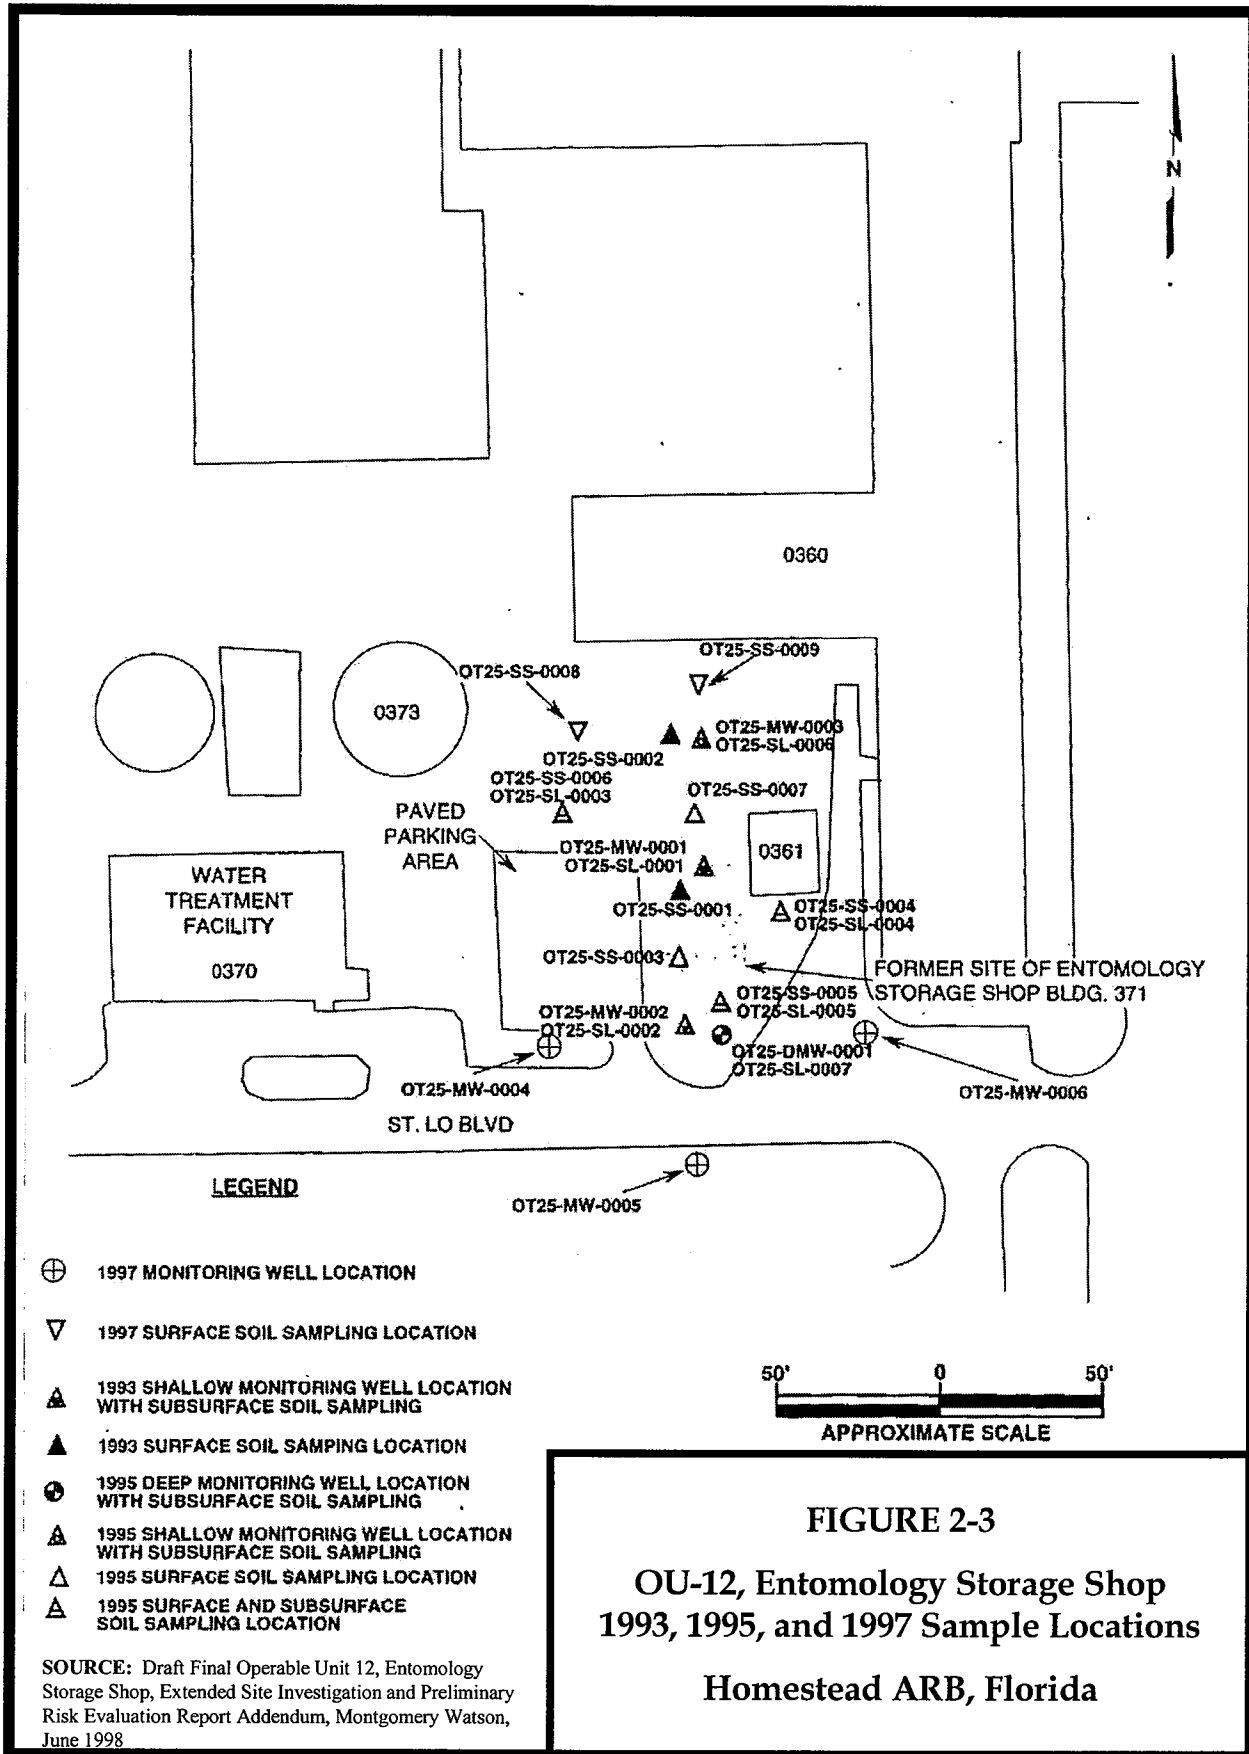 N
0360
OT25-SS-0009
OT25-SS-0008
0373
OT25-MW-0003
OT25-SL-0006
OT25-SS-0002
OT25-SS-0006
OT25-SL-0003
OT25-SS-0007
PAVED
PARKING
AREA
OT25-MW-0001
OT25-SL-0001
0361
WATER
TREATMENT
FACILITY
0370
OT25-SS-0001
OT25-SS-0004
OT25-SL-0004
OT25-SS-0003
FORMER SITE OF ENTOMOLOGY
STORAGE SHOP BLDG. 371
OT25-SS-0005
OT25-SL-0005
OT25-MW-0002
OT25-SL-0002
OT25-DMW-0001
OT25-SL-0007
OT25-MW-0004
OT25-MW-0006
ST. LO BLVD
OT25-MW-0005
LEGEND
1997 MONITORING WELL LOCATION
1997 SURFACE SOIL SAMPLING LOCATION
1993 SHALLOW MONITORING WELL LOCATION
WITH SUBSURFACE SOIL SAMPLING
1993 SURFACE SOIL SAMPING LOCATION
1995 DEEP MONITORING WELL LOCATION
WITH SUBSURFACE SOIL SAMPLING
1995 SHALLOW MONITORING WELL LOCATION
WITH SUBSURFACE SOIL SAMPLING
1995 SURFACE SOIL SAMPLING LOCATION
1995 SURFACE AND SUBSURFACE
SOIL SAMPLING LOCATION
50' 0 50'
APPROXIMATE SCALE
SOURCE: Draft Final Operable Unit 12, Entomology
Storage Shop, Extended Site Investigation and Preliminary
Risk Evaluation Report Addendum, Montgomery Watson,
June 1998
FIGURE 2-3
OU-12, Entomology Storage Shop
1993, 1995, and 1997 Sample Locations
Homestead ARB, Florida